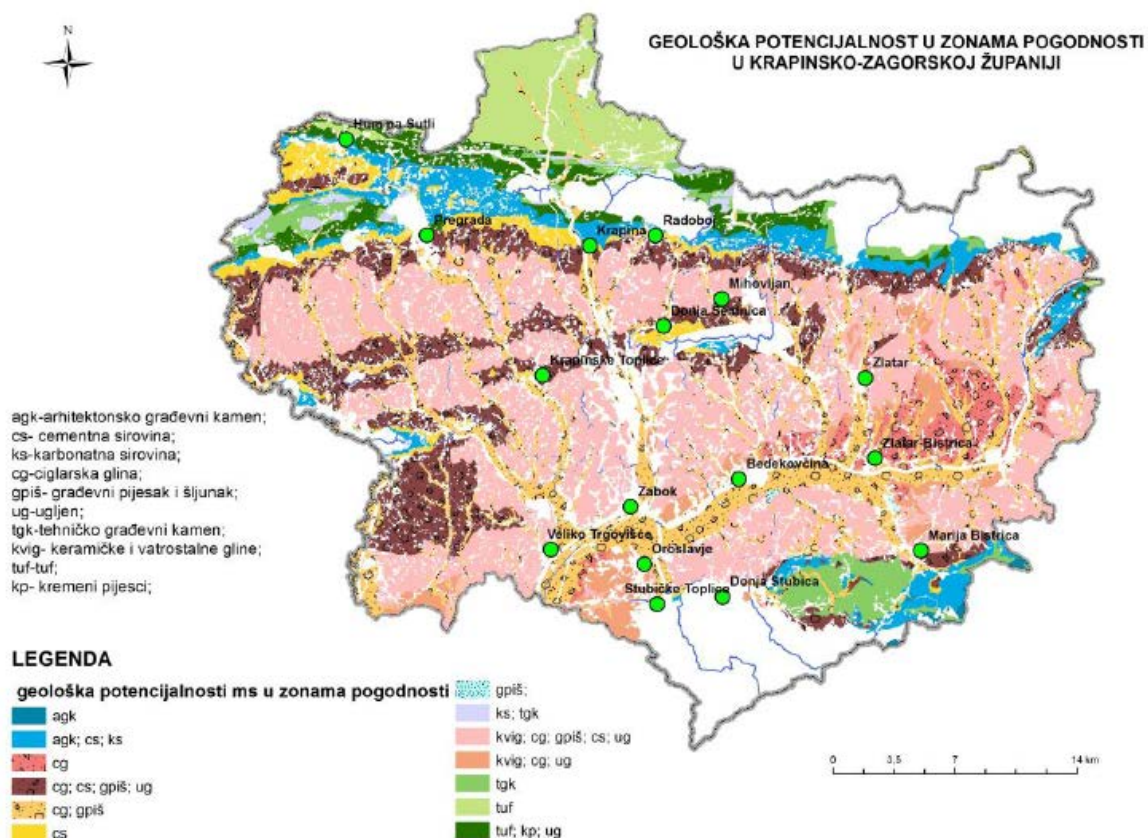 N
GEOLOŠKA POTENCIJALNOST U ZONAMA POGODNOSTI
U KRAPINSKO-ZAGORSKOJ ŽUPANIJI
Hum na Sutli
Pregrada
Krapina
Radoboj
Mihovljan
Donja Šemnica
Krapinske Toplice
Zlatar
Zlatar-Bistrica
Bedekovčina
Zabok
Veliko Trgovišće
Oroslavje
Marija Bistrica
Stubičke Toplice
Donja Stubica
agk-arhitektonsko građevni kamen;
cs- cementna sirovina;
ks-karbonatna sirovina;
cg-ciglarska glina;
gpiš- građevni pijesak i šljunak;
ug-ugljen;
tgk-tehničko građevni kamen;
kvig- keramičke i vatrostalne gline;
tuf-tuf;
kp- kremeni pijesci;
LEGENDA
geološka potencijalnosti ms u zonama pogodnosti
agk
agk; cs; ks
cg
cg; cs; gpiš; ug
cg; gpiš
cs
gpiš;
ks; tgk
kvig; cg; gpiš; cs; ug
kvig; cg; ug
tgk
tuf
tuf; kp; ug
0 3,5 7 14 km